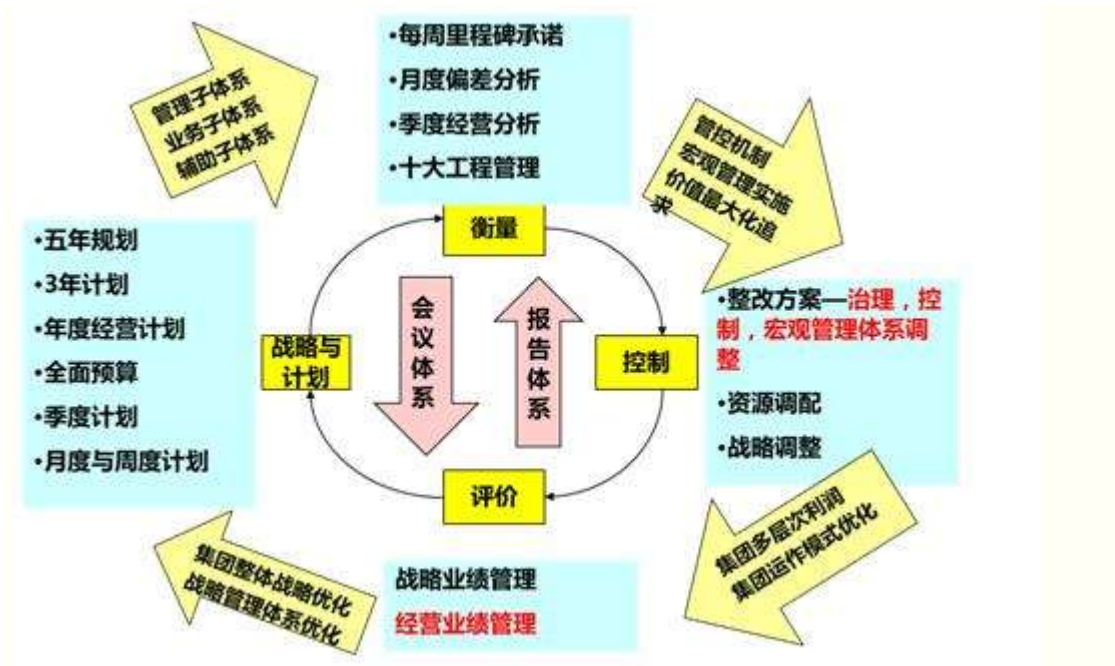 管理子体系
业务子体系
辅助子体系
•每周里程碑承诺
•月度偏差分析
•季度经营分析
•十大工程管理
管控机制
宏观管理实施
价值最大化追
求
•五年规划
•3年计划
•年度经营计划
•全面预算
•季度计划
•月度与周度计划
衡量
战略与
计划
会议体系
报告体系
控制
评价
•整改方案—治理，控
制，宏观管理体系调
整
•资源调配
•战略调整
集团多层次利润
集团运作模式优化
战略业绩管理
经营业绩管理
集团整体战略优化
战略管理体系优化